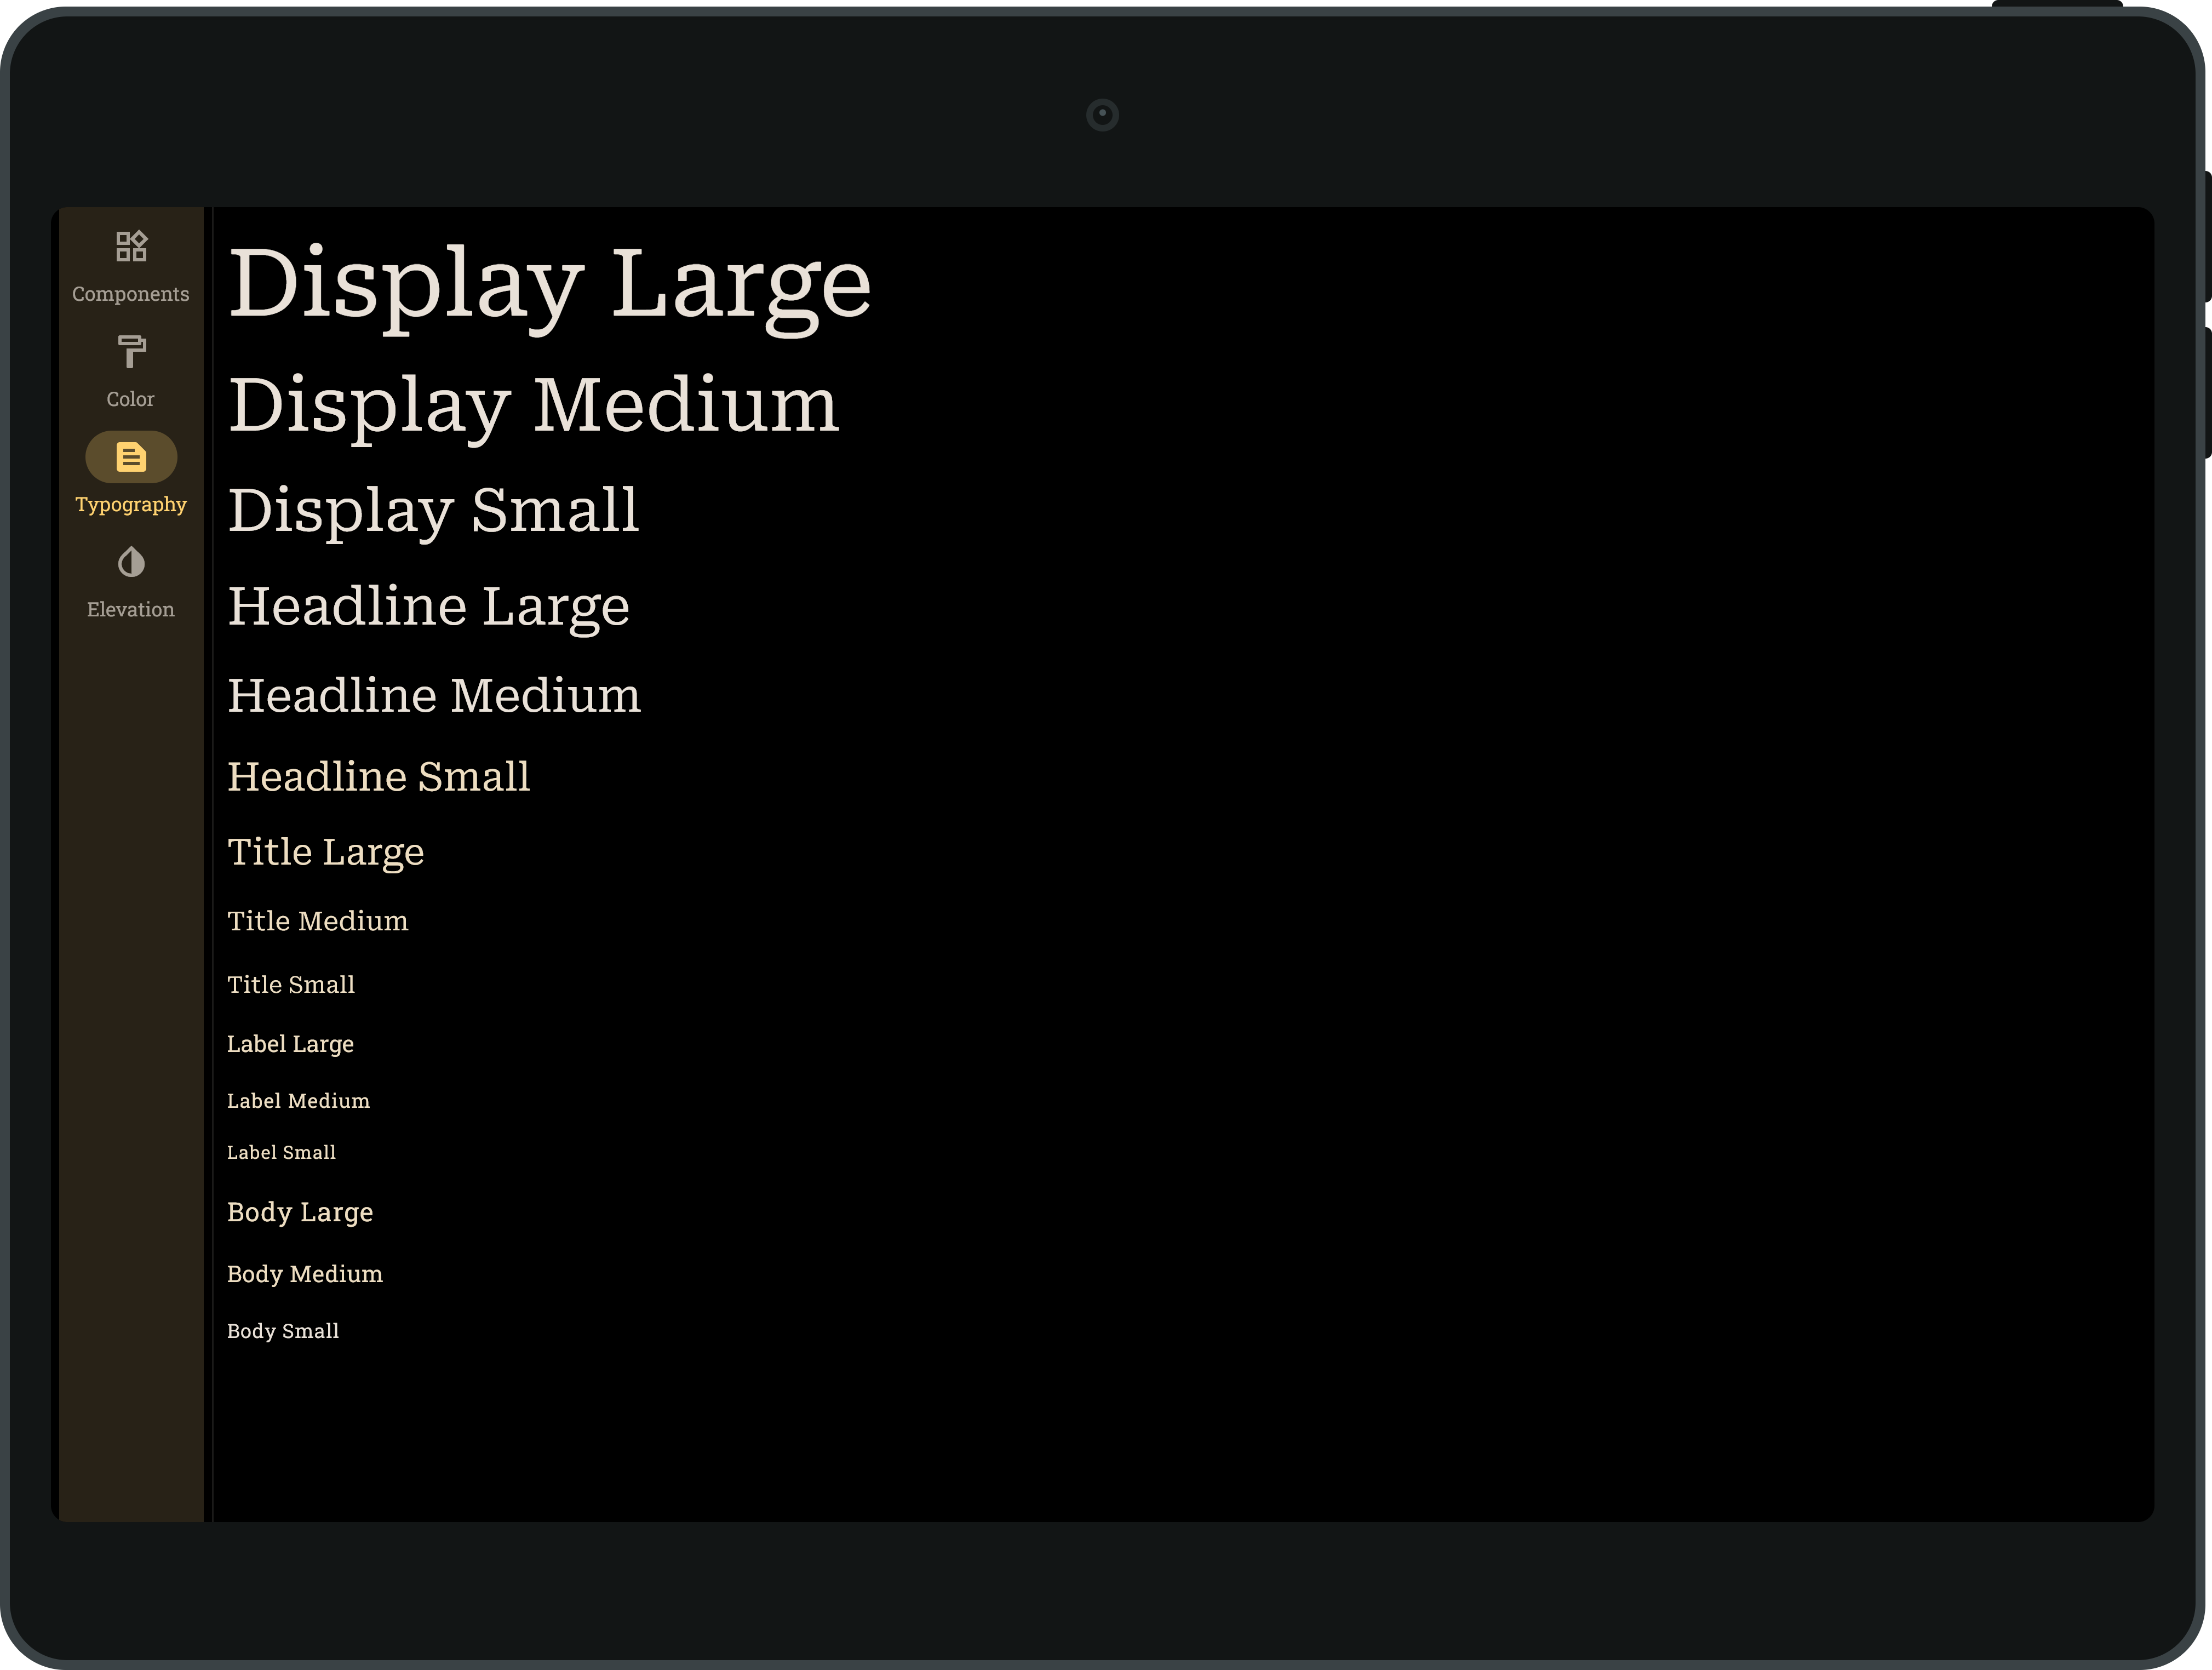 Components
Color
Typography
Elevation
Display Large
Display Medium
Display Small
Headline Large
Headline Medium
Headline Small
Title Large
Title Medium
Title Small
Label Large
Label Medium
Label Small
Body Large
Body Medium
Body Small